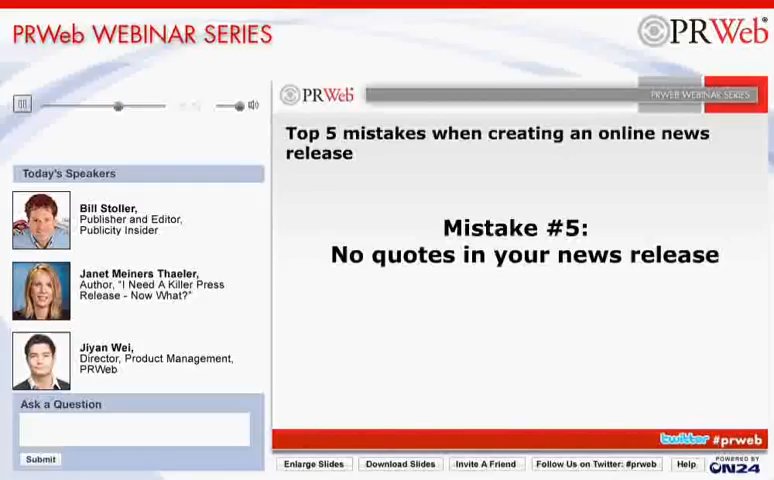 PRWeb WEBINAR SERIES
PRWeb
PRWeb
PRWEB WEBINAR SERIES
Top 5 mistakes when creating an online news
release
Mistake #5:
No quotes in your news release
Today's Speakers
Bill Stoller,
Publisher and Editor,
Publicity Insider
Janet Meiners Thaeler,
Author, "I Need A Killer Press
Release - Now What?"
Jiyan Wei,
Director, Product Management,
PRWeb
Ask a Question
Submit
twitter #prweb
Enlarge Slides
Download Slides
Invite A Friend
Follow Us on Twitter: #prweb
Help
POWERED BY
ON24